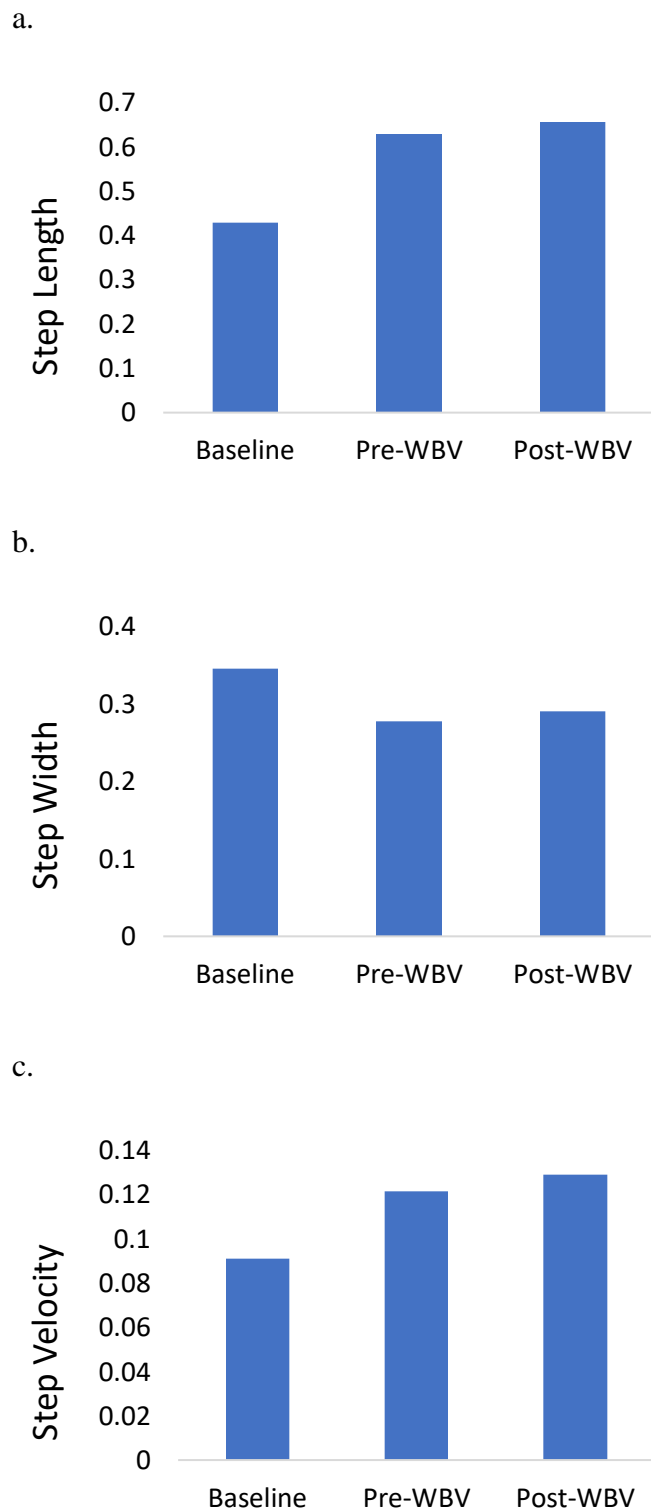 a.
0.7
0.6
0.5
0.4
0.3
0.2
0.1
0
Step Length
Baseline Pre-WBV Post-WBV
b.
0.4
0.3
0.2
0.1
0
Step Width
Baseline Pre-WBV Post-WBV
c.
0.14
0.12
0.1
0.08
0.06
0.04
0.02
0
Step Velocity
Baseline Pre-WBV Post-WBV